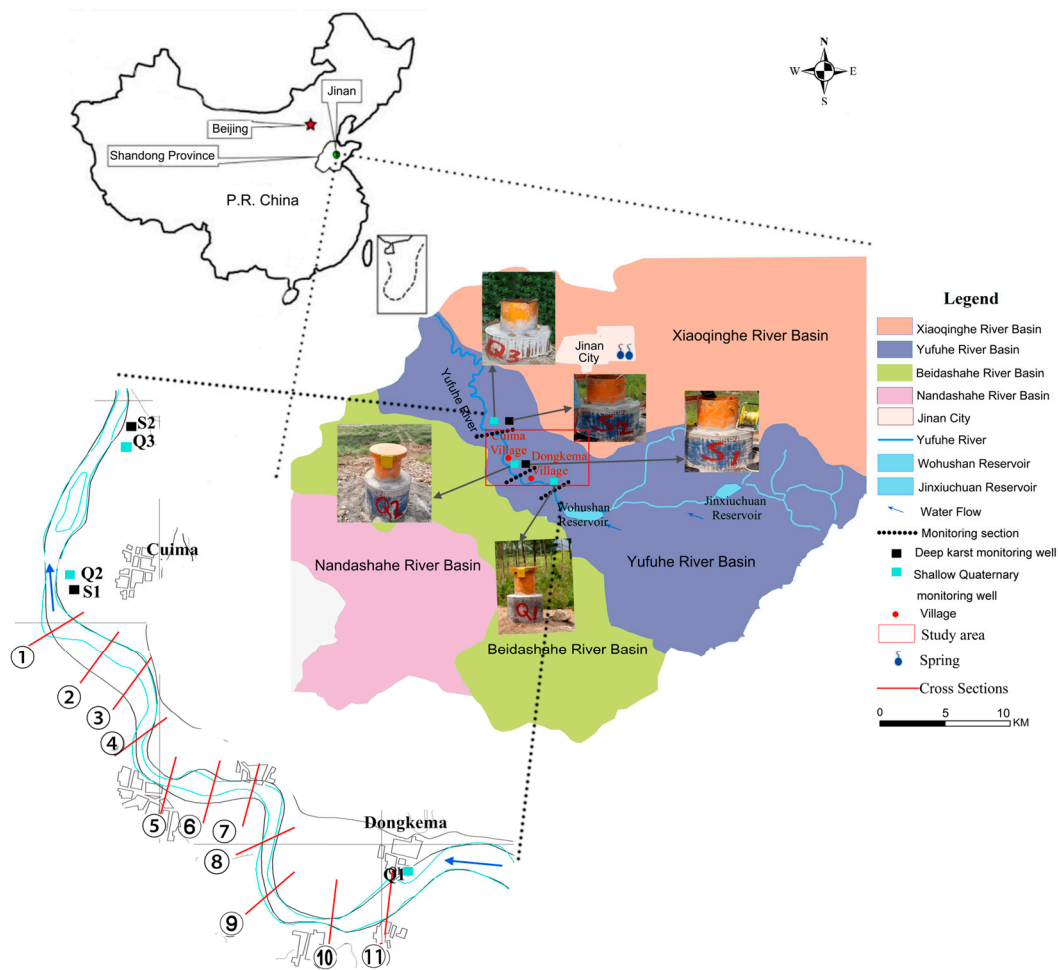 N
W
E
S
Jinan
Beijing
Shandong Province
P.R. China
Legend
Xiaoqinghe River Basin
Yufuhe River Basin
Beidashahe River Basin
Nandashahe River Basin
Jinan City
Yufuhe River
Wohushan Reservoir
Jinxiuchuan Reservoir
Water Flow
Monitoring section
Deep karst monitoring well
Shallow Quaternary
monitoring well
Village
Study area
Spring
Cross Sections
0 5 10
KM
Xiaoqinghe River Basin
Jinan
City
Q3
S2
S1
Q2
Q1
Yufuhe River
Cuima
Village
Dongkema
Village
Wohushan
Reservoir
Jinxiuchuan
Reservoir
Nandashahe River Basin
Yufuhe River Basin
Beidashahe River Basin
S2
Q3
Cuima
Q2
S1
①
②
③
④
⑤
⑥
⑦
⑧
⑨
⑩
⑪
Dongkema
Q1